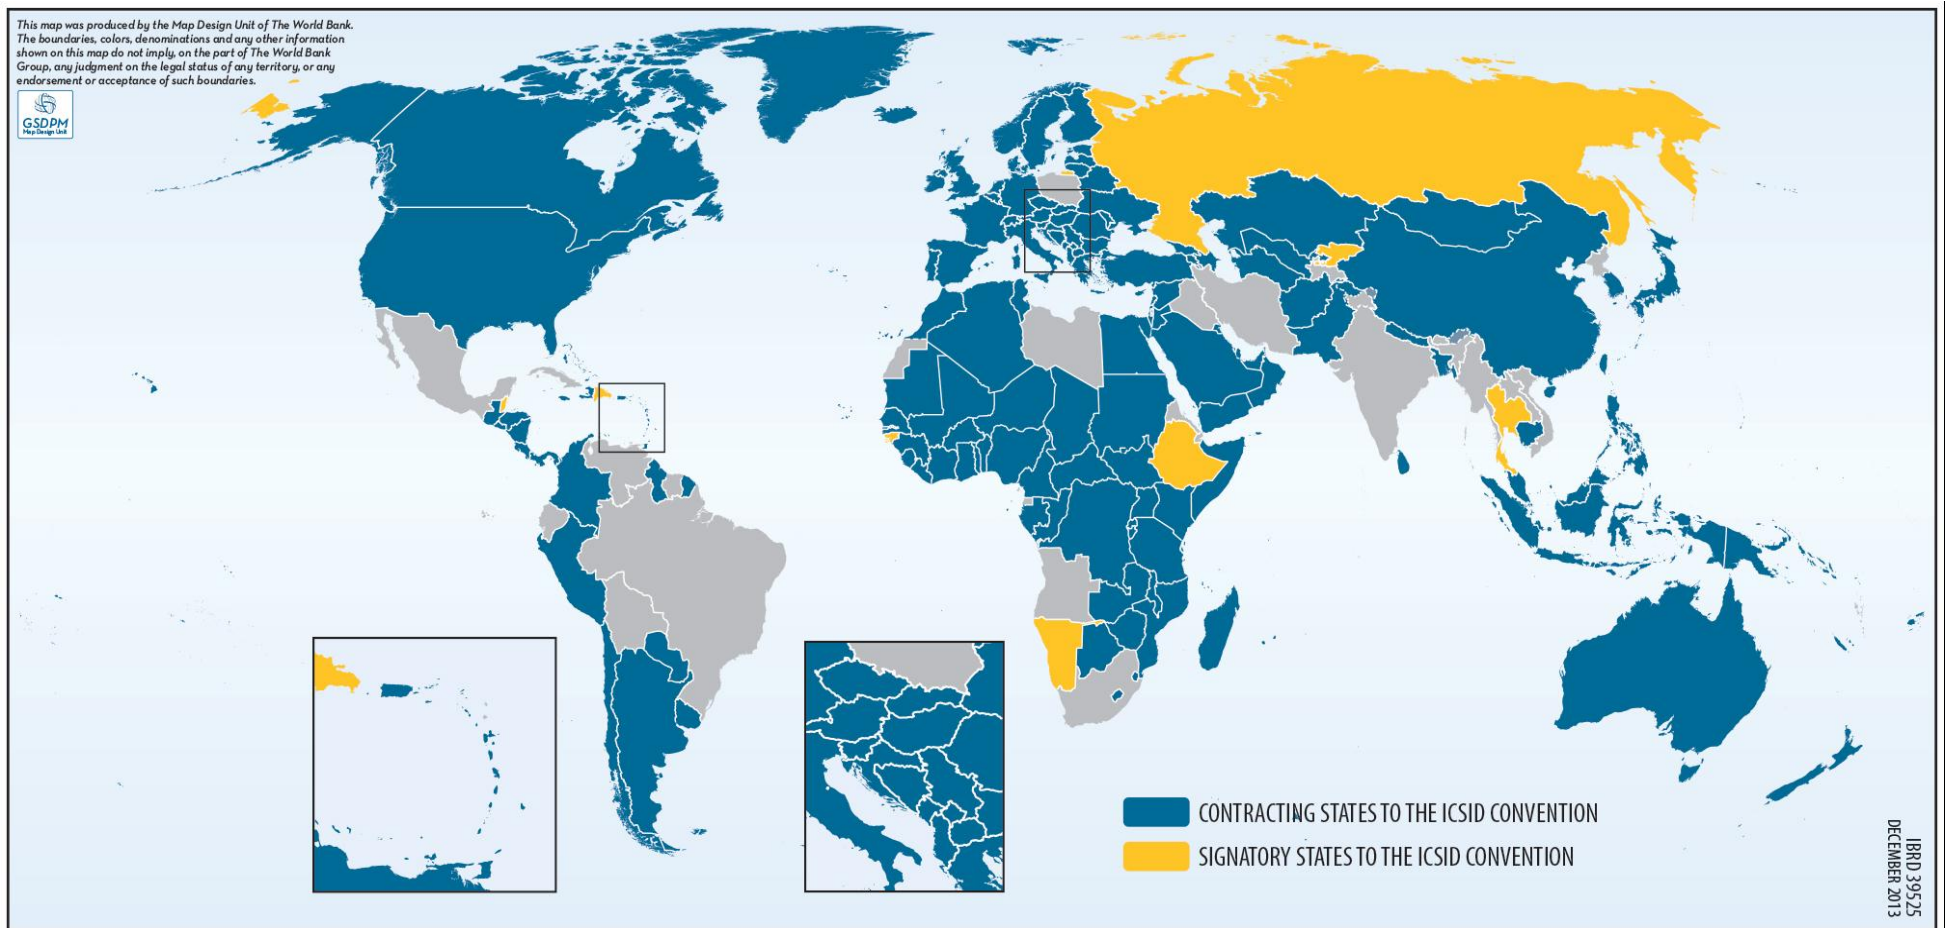 This map was produced by the Map Design Unit of The World Bank.
The boundaries, colors, denominations and any other information
shown on this map do not imply, on the part of The World Bank
Group, any judgment on the legal status of any territory, or any
endorsement or acceptance of such boundaries.
GSDPM
Map Design Unit
CONTRACTING STATES TO THE ICSID CONVENTION
SIGNATORY STATES TO THE ICSID CONVENTION
IBRD 39525
DECEMBER 2013